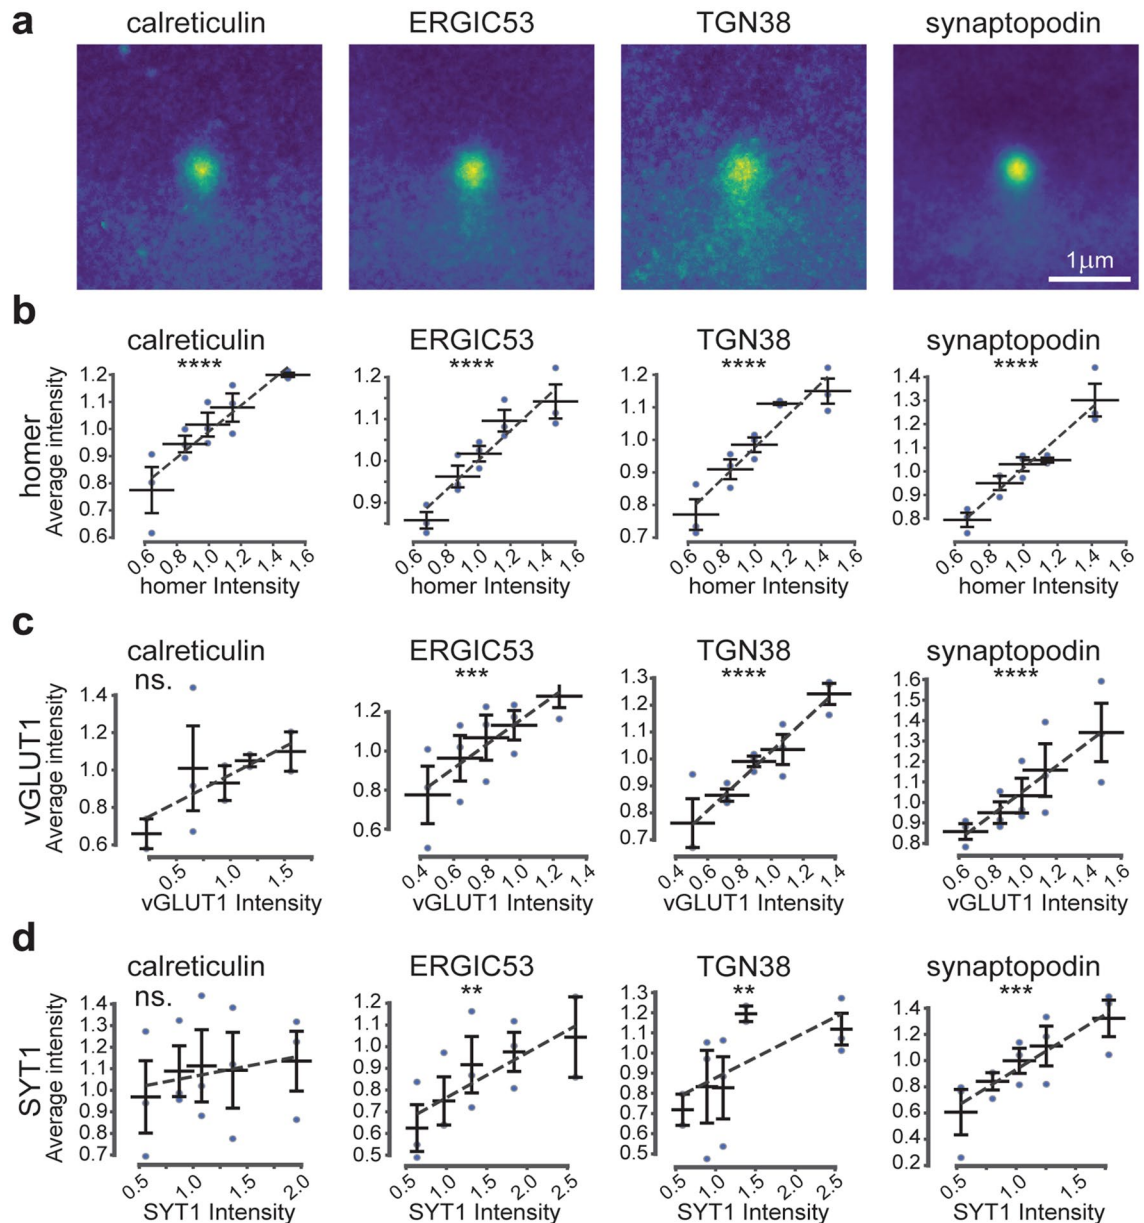 a
calreticulin ERGIC53 TGN38 synaptopodin
1μm
b
calreticulin ERGIC53 TGN38 synaptopodin
**** **** **** ****
homer
Average intensity
1.2 1.1 1.0 0.9 0.8 0.7 0.6
0.6 0.8 1.0 1.2 1.4 1.6
homer Intensity
1.2 1.1 1.0 0.9
0.6 0.8 1.0 1.2 1.4 1.6
homer Intensity
1.2 1.1 1.0 0.9 0.8 0.7
0.6 0.8 1.0 1.2 1.4 1.6
homer Intensity
1.4 1.3 1.2 1.1 1.0 0.9 0.8
0.6 0.8 1.0 1.2 1.4 1.6
homer Intensity
c
calreticulin ERGIC53 TGN38 synaptopodin
ns. *** **** ****
vGLUT1
Average intensity
1.4 1.2 1.0 0.8 0.6
0.5 1.0 1.5
vGLUT1 Intensity
1.2 1.0 0.8 0.6
0.4 0.6 0.8 1.0 1.2 1.4
vGLUT1 Intensity
1.3 1.2 1.1 1.0 0.9 0.8 0.7
0.4 0.6 0.8 1.0 1.2 1.4
vGLUT1 Intensity
1.6 1.5 1.4 1.3 1.2 1.1 1.0 0.9 0.8
0.6 0.8 1.0 1.2 1.4 1.6
vGLUT1 Intensity
d
calreticulin ERGIC53 TGN38 synaptopodin
ns. ** ** ***
SYT1
Average intensity
1.4 1.3 1.2 1.1 1.0 0.9 0.8 0.7
0.5 1.0 1.5 2.0
SYT1 Intensity
1.2 1.1 1.0 0.9 0.8 0.7 0.6 0.5
0.5 1.0 1.5 2.0 2.5
SYT1 Intensity
1.3 1.2 1.1 1.0 0.9 0.8 0.7 0.6 0.5
0.5 1.0 1.5 2.0 2.5
SYT1 Intensity
1.4 1.2 1.0 0.8 0.6 0.4 0.2
0.5 1.0 1.5
SYT1 Intensity